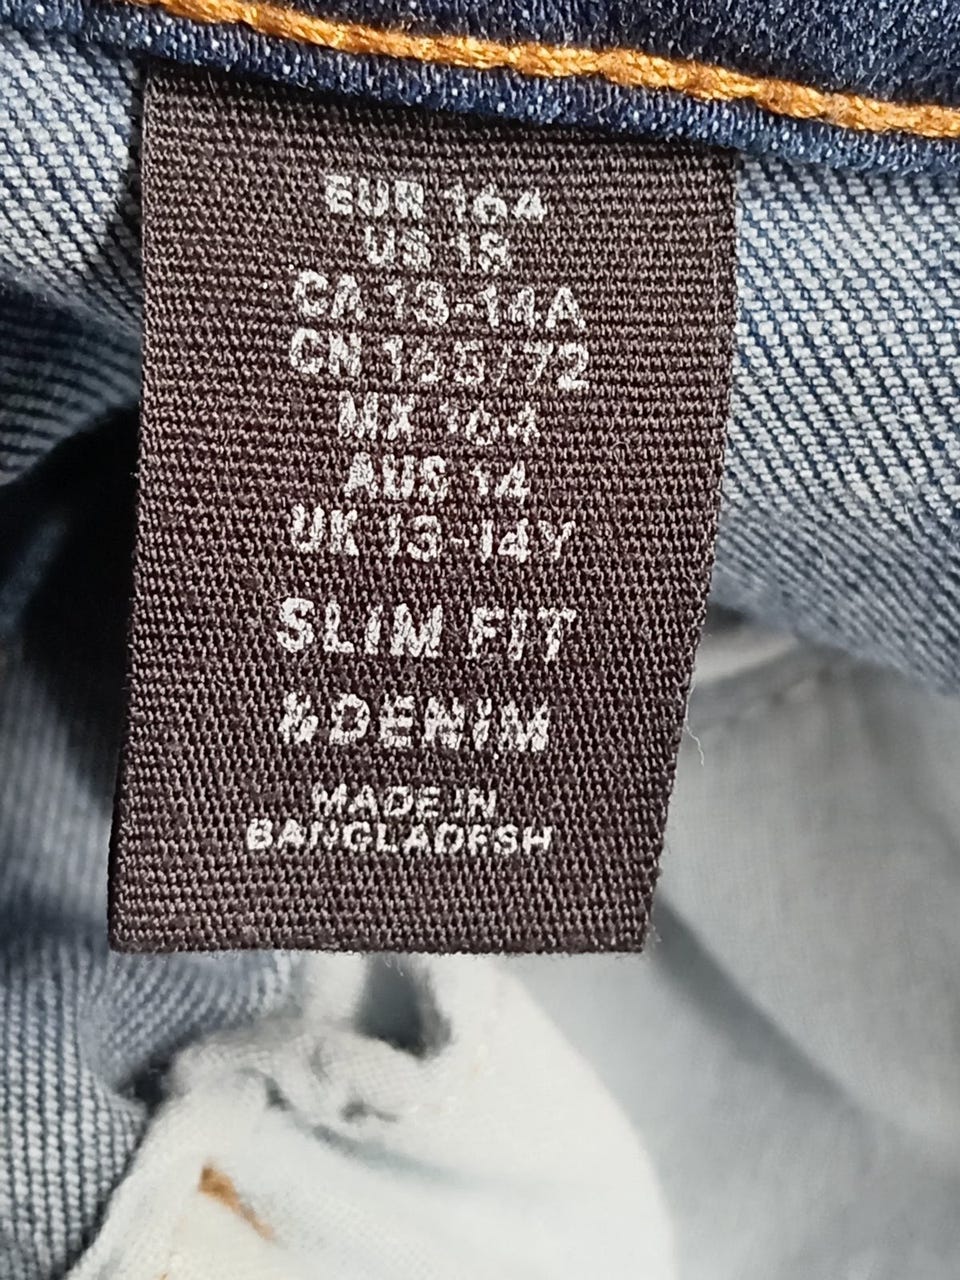 EUR 164
US 18
CA 13-14A
CN 165/72
MX 164
AUS 14
UK 13-14Y
SLIM FIT
&DENIM
MADE IN
BANGLADESH